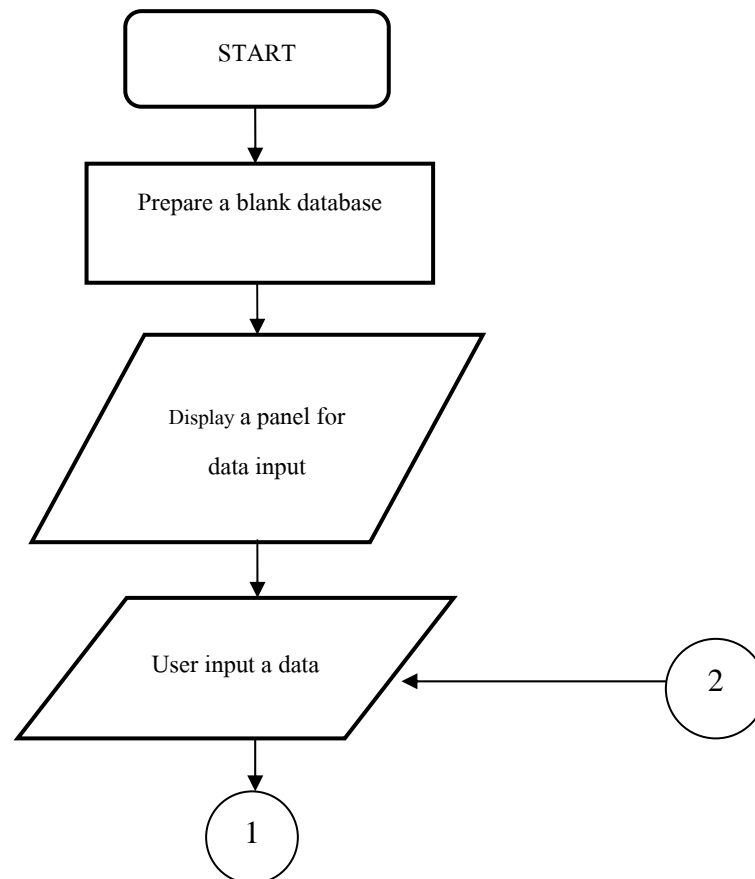 START
Prepare a blank database
Display a panel for
data input
User input a data
2
1